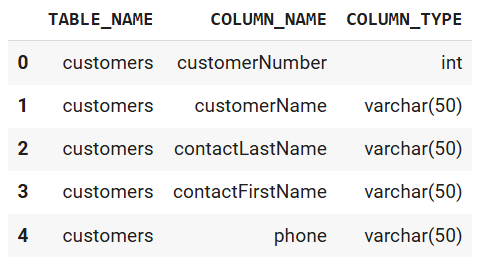 TABLE_NAME COLUMN_NAME COLUMN_TYPE
0 customers customerNumber int
1 customers customerName varchar(50)
2 customers contactLastName varchar(50)
3 customers contactFirstName varchar(50)
4 customers phone varchar(50)